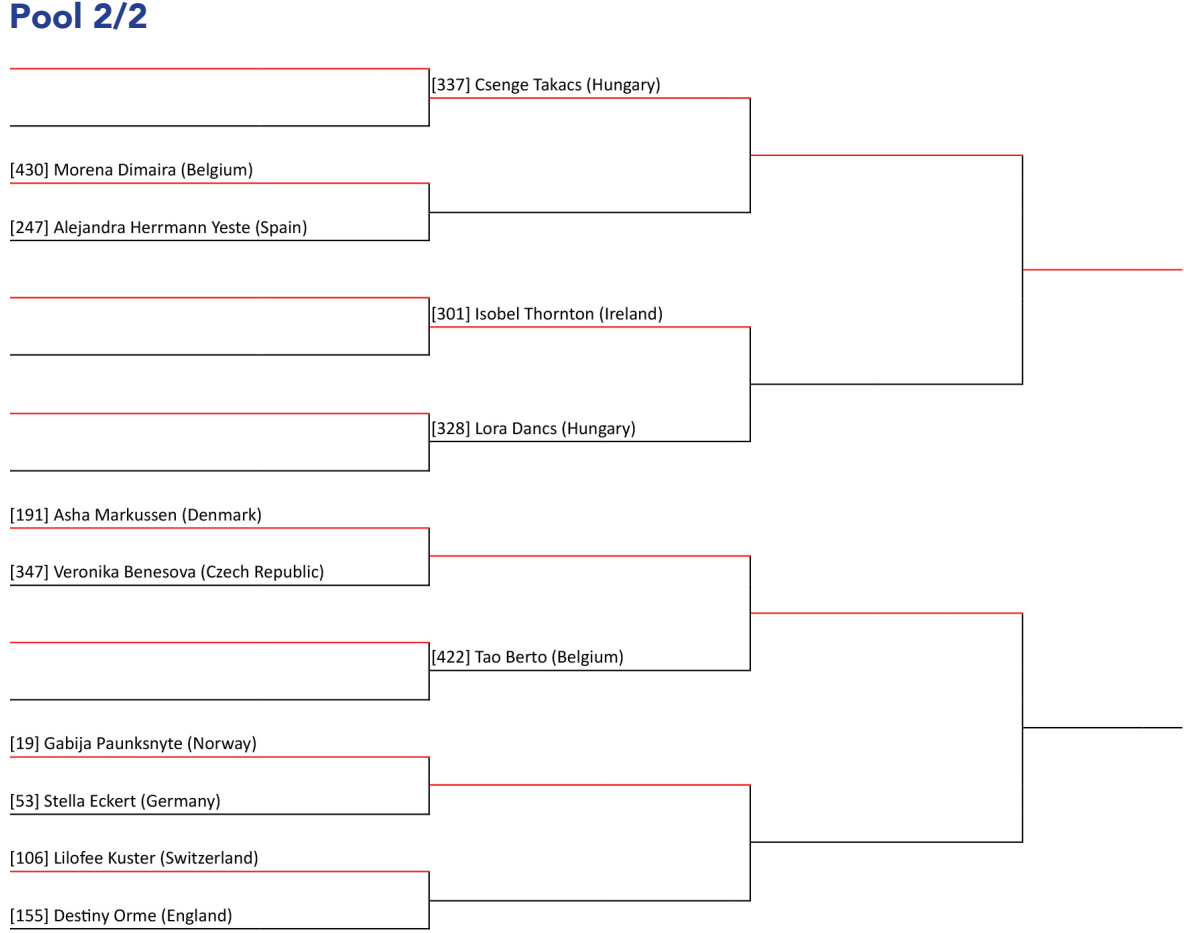 Pool 2/2
[337] Csenge Takacs (Hungary)
[430] Morena Dimaira (Belgium)
[247] Alejandra Herrmann Yeste (Spain)
[301] Isobel Thornton (Ireland)
[328] Lora Dancs (Hungary)
[191] Asha Markussen (Denmark)
[347] Veronika Benesova (Czech Republic)
[422] Tao Berto (Belgium)
[19] Gabija Paunksnyte (Norway)
[53] Stella Eckert (Germany)
[106] Lilofee Kuster (Switzerland)
[155] Destiny Orme (England)